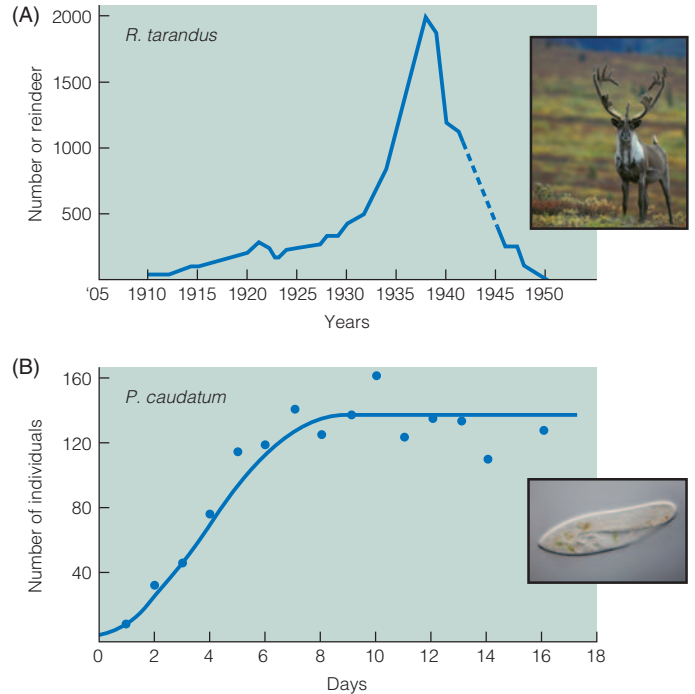 (A)
R. tarandus
Number or reindeer
2000
1500
1000
500
'05 1910 1915 1920 1925 1930 1935 1940 1945 1950
Years
(B)
P. caudatum
Number of individuals
160
120
80
40
0 2 4 6 8 10 12 14 16 18
Days